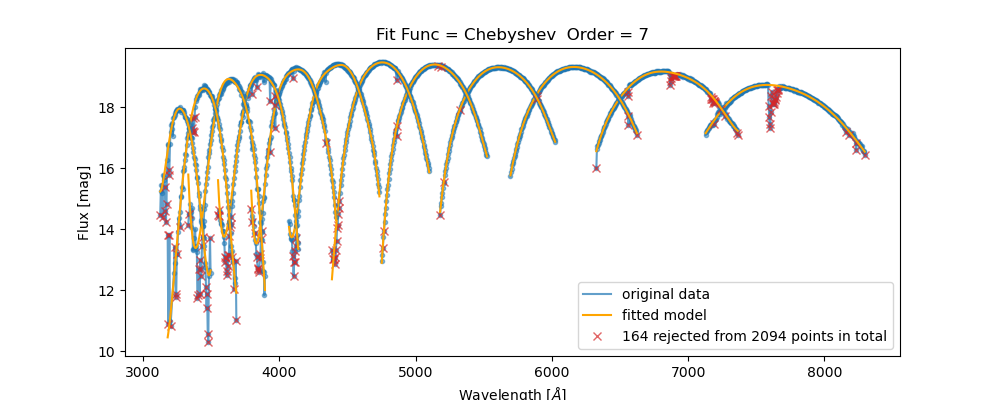 Fit Func = Chebyshev  Order = 7
Flux [mag]
18
16
14
12
10
3000 4000 5000 6000 7000 8000
Wavelength [Å]
original data
fitted model
164 rejected from 2094 points in total